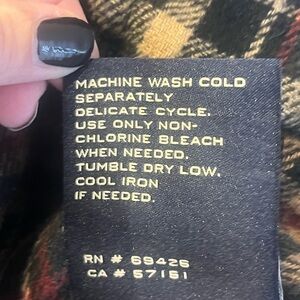 MACHINE WASH COLD
SEPARATELY
DELICATE CYCLE.
USE ONLY NON-
CHLORINE BLEACH
WHEN NEEDED.
TUMBLE DRY LOW.
COOL IRON
IF NEEDED.
RN # 69426
CA # 57151